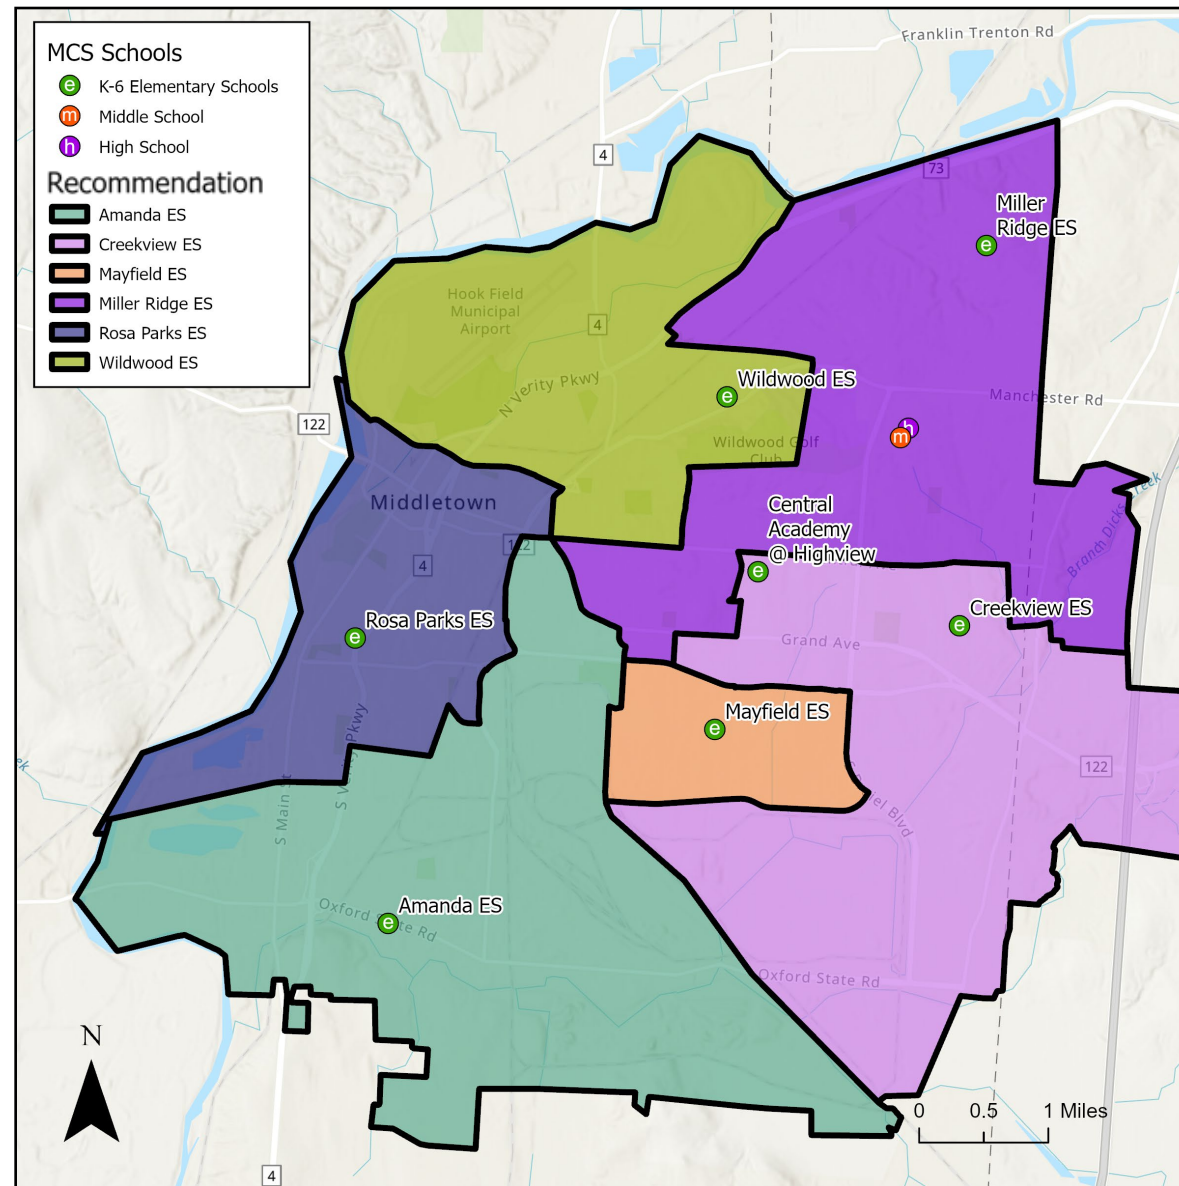 MCS Schools
e K-6 Elementary Schools
m Middle School
h High School
Recommendation
Amanda ES
Creekview ES
Mayfield ES
Miller Ridge ES
Rosa Parks ES
Wildwood ES
Franklin Trenton Rd
4
73
Miller
Ridge ES
e
Hook Field
Municipal
Airport
4
N Verity Pkwy
Wildwood ES
e
Manchester Rd
122
h
m
Wildwood Golf
Club
Middletown
Central
Academy
@ Highview
e
Branch Dicks Creek
122
4
Creekview ES
e
Rosa Parks ES
e
Grand Ave
Mayfield ES
e
S Verity Pkwy
S Main St
122
Amanda ES
e
Oxford State Rd
Oxford State Rd
N
0 0.5 1 Miles
4